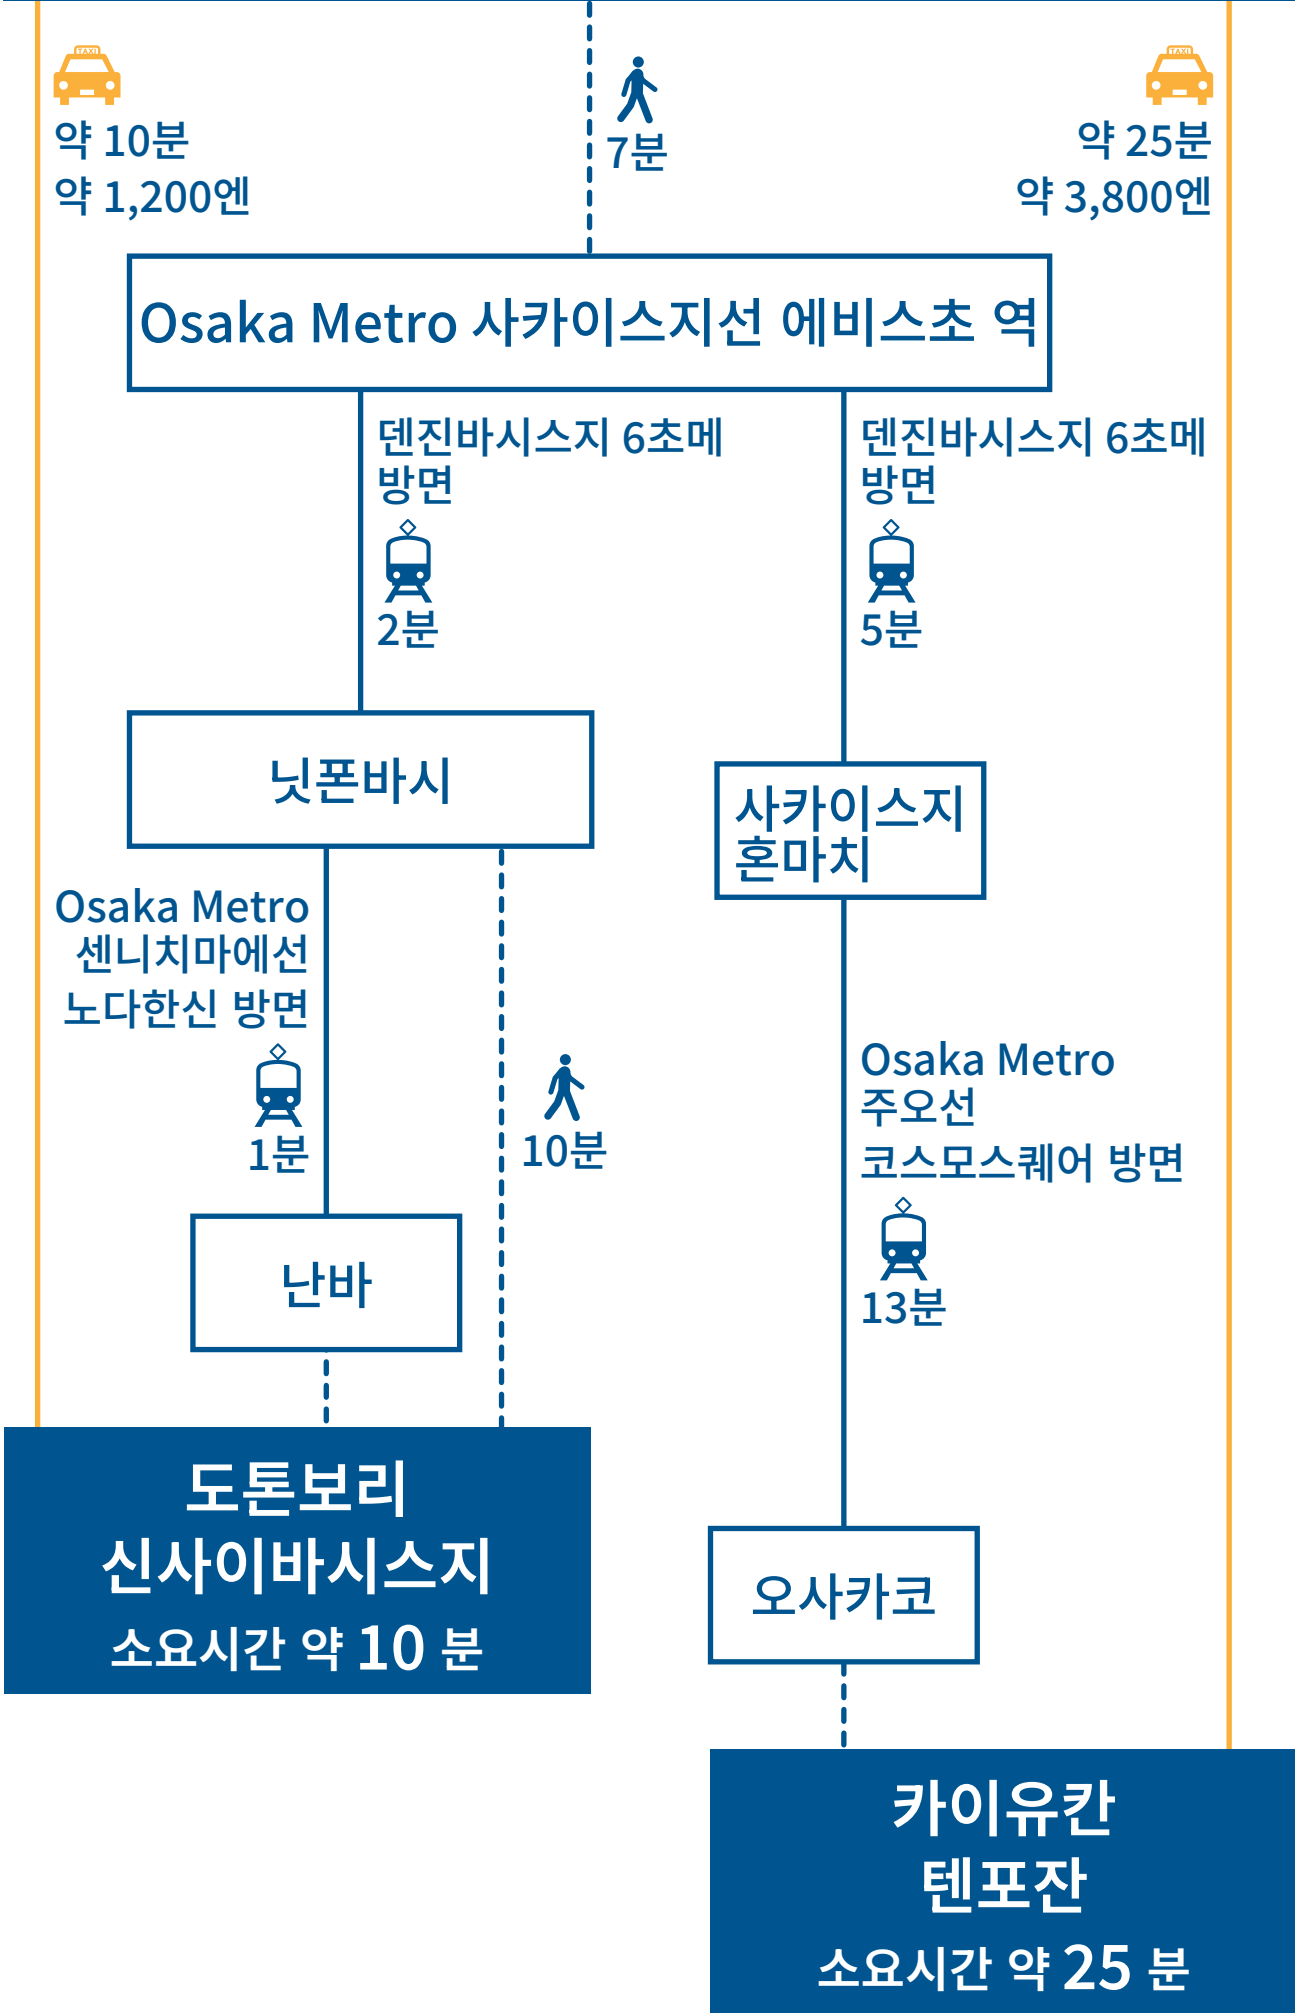 TAXI
약 10분
약 1,200엔
7분
TAXI
약 25분
약 3,800엔
Osaka Metro 사카이스지선 에비스초 역
덴진바시스지 6초메
방면
2분
덴진바시스지 6초메
방면
5분
닛폰바시
사카이스지
혼마치
Osaka Metro
센니치마에선
노다한신 방면
1분
10분
Osaka Metro
주오선
코스모스퀘어 방면
13분
난바
도톤보리
신사이바시스지
소요시간 약 10 분
오사카코
카이유칸
텐포잔
소요시간 약 25 분